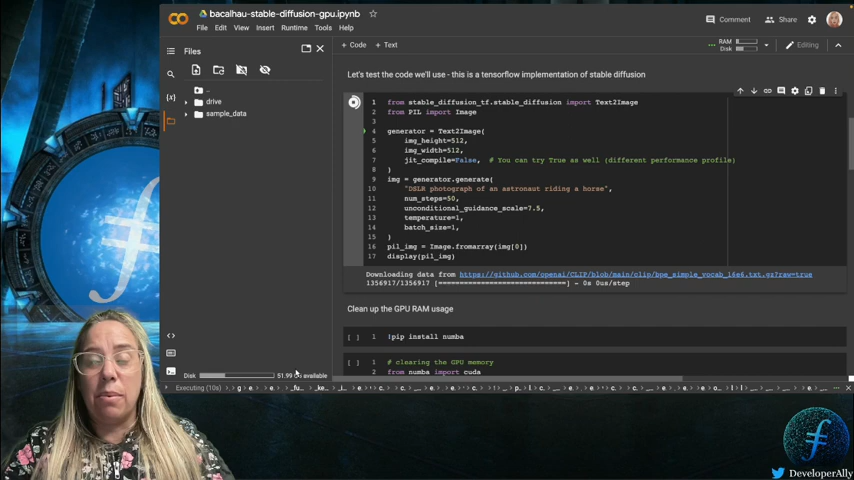 bacalhau-stable-diffusion-gpu.ipynb
File Edit View Insert Runtime Tools Help
Comment Share
Files
+ Code + Text
RAM
Disk
Editing
..
drive
sample_data
Let's test the code we'll use - this is a tensorflow implementation of stable diffusion
1 from stable_diffusion_tf.stable_diffusion import Text2Image
2 from PIL import Image
3
4 generator = Text2Image(
5 img_height=512,
6 img_width=512,
7 jit_compile=False, # You can try True as well (different performance profile)
8 )
9 img = generator.generate(
10 "DSLR photograph of an astronaut riding a horse",
11 num_steps=50,
12 unconditional_guidance_scale=7.5,
13 temperature=1,
14 batch_size=1,
15 )
16 pil_img = Image.fromarray(img[0])
17 display(pil_img)
Downloading data from https://github.com/openai/CLIP/blob/main/clip/bpe_simple_vocab_16e6.txt.gz?raw=true
1356917/1356917 [==============================] - 0s 0us/step
Clean up the GPU RAM usage
[ ] 1 !pip install numba
[ ] 1 # clearing the GPU memory
2 from numba import cuda
Disk 51.99 available
Executing (10s)
DeveloperAlly